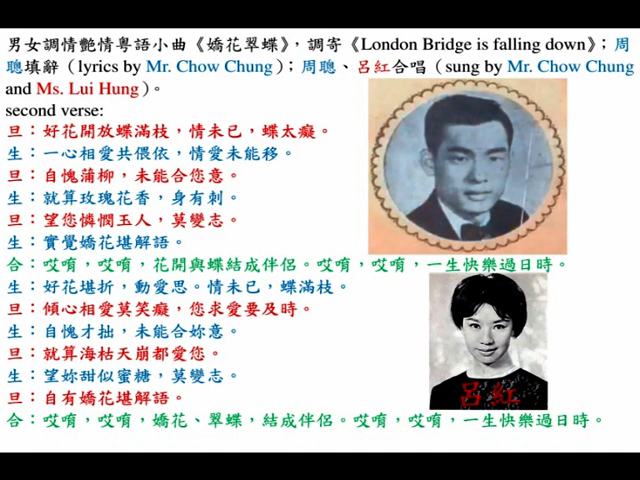 男女調情艷情粵語小曲《嬌花翠蝶》，調寄《London Bridge is falling down》；周
聰填辭（lyrics by Mr. Chow Chung）；周聰、呂紅合唱（sung by Mr. Chow Chung
and Ms. Lui Hung）。
second verse:
旦：好花開放蝶滿枝，情未已，蝶太癡。
生：一心相愛共偎依，情愛未能移。
旦：自愧蒲柳，未能合您意。
生：就算玫瑰花香，身有刺。
旦：望您憐憫玉人，莫變志。
生：實覺嬌花堪解語。
合：哎唷，哎唷，花開與蝶結成伴侶。哎唷，哎唷，一生快樂過日時。
生：好花堪折，動愛思。情未已，蝶滿枝。
旦：傾心相愛莫笑癡，您求愛要及時。
生：自愧才拙，未能合妳意。
旦：就算海枯天崩都愛您。
生：望妳甜似蜜糖，莫變志。
旦：自有嬌花堪解語。
合：哎唷，哎唷，嬌花、翠蝶，結成伴侶。哎唷，哎唷，一生快樂過日時。
呂紅